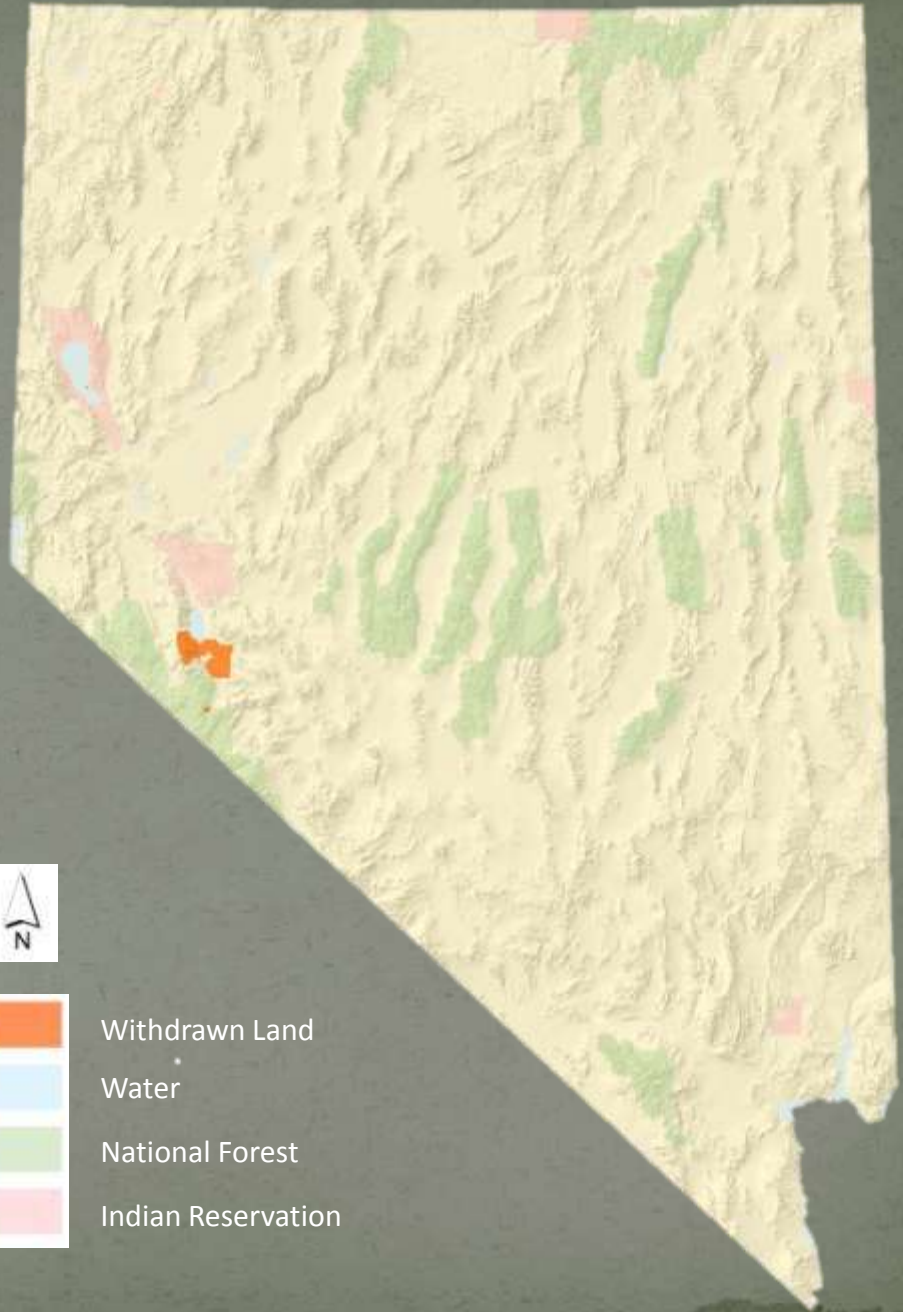 N
Withdrawn Land
Water
National Forest
Indian Reservation